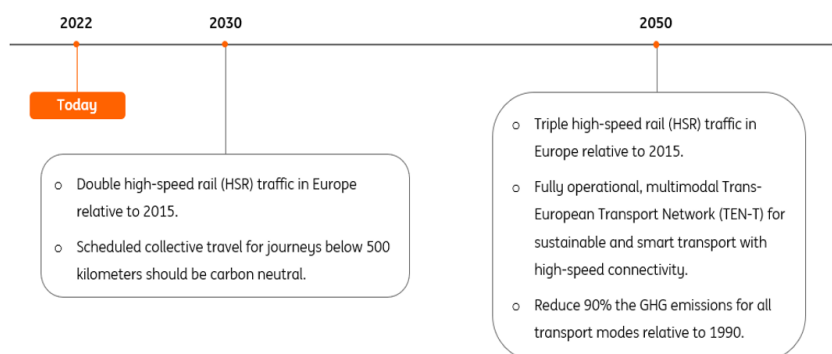 2022
2030
2050
Today
○ Double high-speed rail (HSR) traffic in Europe
relative to 2015.
○ Scheduled collective travel for journeys below 500
kilometers should be carbon neutral.
○ Triple high-speed rail (HSR) traffic in
Europe relative to 2015.
○ Fully operational, multimodal Trans-
European Transport Network (TEN-T) for
sustainable and smart transport with
high-speed connectivity.
○ Reduce 90% the GHG emissions for all
transport modes relative to 1990.